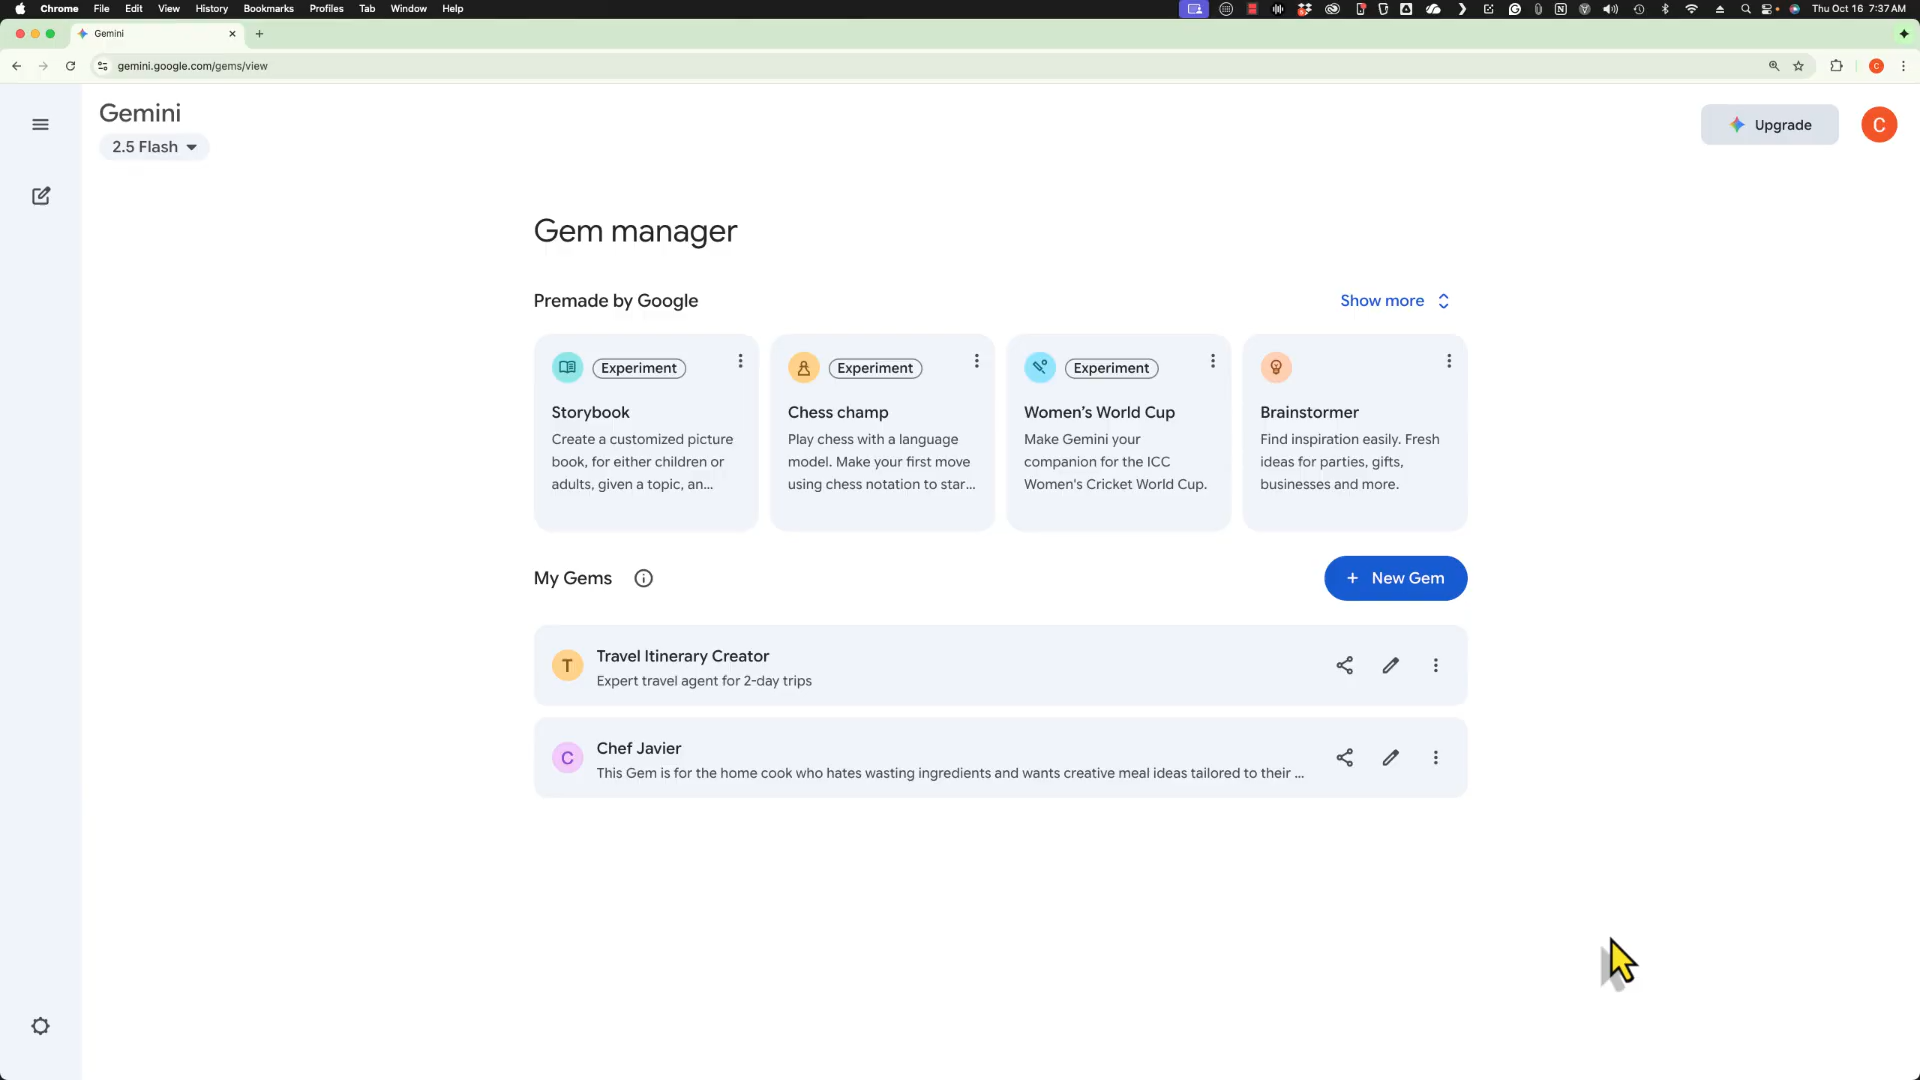 Chrome File Edit View History Bookmarks Profiles Tab Window Help Thu Oct 16 7:37 AM
Gemini
gemini.google.com/gems/view
C
Gemini
2.5 Flash
Upgrade
C
Gem manager
Premade by Google
Show more
Experiment
Storybook
Create a customized picture
book, for either children or
adults, given a topic, an...
Experiment
Chess champ
Play chess with a language
model. Make your first move
using chess notation to star...
Experiment
Women's World Cup
Make Gemini your
companion for the ICC
Women's Cricket World Cup.
Brainstormer
Find inspiration easily. Fresh
ideas for parties, gifts,
businesses and more.
My Gems
+ New Gem
T
Travel Itinerary Creator
Expert travel agent for 2-day trips
C
Chef Javier
This Gem is for the home cook who hates wasting ingredients and wants creative meal ideas tailored to their ...